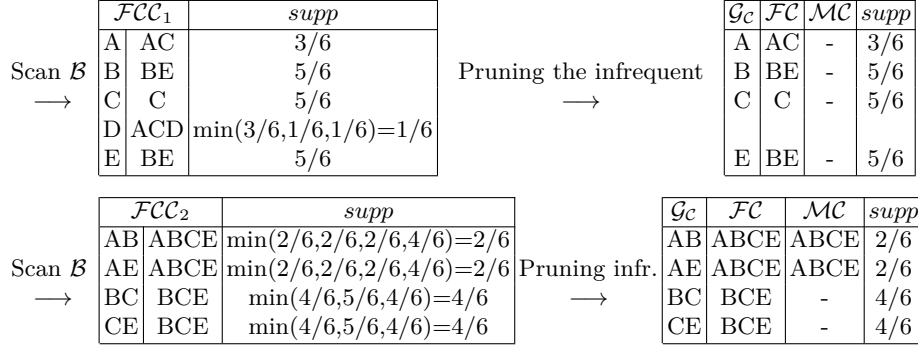 𝓕𝓒𝓒₁ supp 𝓖_𝓒 𝓕𝓒 𝓜𝓒 supp
A AC 3/6 A AC - 3/6
Scan 𝓑 B BE 5/6 Pruning the infrequent B BE - 5/6
⟶ C C 5/6 ⟶ C C - 5/6
D ACD min(3/6,1/6,1/6)=1/6
E BE 5/6 E BE - 5/6
𝓕𝓒𝓒₂ supp 𝓖_𝓒 𝓕𝓒 𝓜𝓒 supp
AB ABCE min(2/6,2/6,2/6,4/6)=2/6 AB ABCE ABCE 2/6
Scan 𝓑 AE ABCE min(2/6,2/6,2/6,4/6)=2/6 Pruning infr. AE ABCE ABCE 2/6
⟶ BC BCE min(4/6,5/6,4/6)=4/6 ⟶ BC BCE - 4/6
CE BCE min(4/6,5/6,4/6)=4/6 CE BCE - 4/6